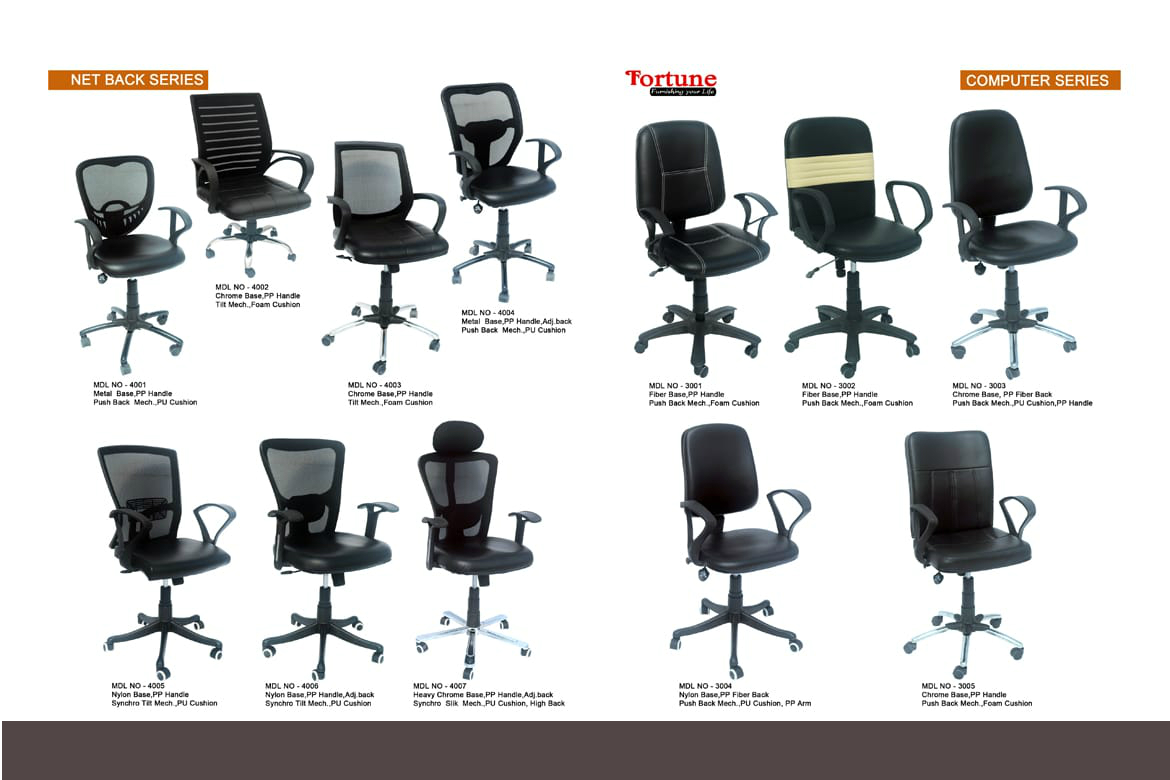 NET BACK SERIES
Fortune
Furnishing your Life
COMPUTER SERIES
MDL NO - 4002
Chrome Base,PP Handle
Tilt Mech.,Foam Cushion
MDL NO - 4004
Metal  Base,PP Handle,Adj.back
Push Back  Mech.,PU Cushion
MDL NO - 4001
Metal  Base,PP Handle
Push Back  Mech.,PU Cushion
MDL NO - 4003
Chrome Base,PP Handle
Tilt Mech.,Foam Cushion
MDL NO - 3001
Fiber Base,PP Handle
Push Back Mech.,Foam Cushion
MDL NO - 3002
Fiber Base,PP Handle
Push Back Mech.,Foam Cushion
MDL NO - 3003
Chrome Base, PP Fiber Back
Push Back Mech.,PU Cushion,PP Handle
MDL NO - 4005
Nylon Base,PP Handle
Synchro Tilt Mech.,PU Cushion
MDL NO - 4006
Nylon Base,PP Handle,Adj.back
Synchro Tilt Mech.,PU Cushion
MDL NO - 4007
Heavy Chrome Base,PP Handle,Adj.back
Synchro  Slik  Mech.,PU Cushion, High Back
MDL NO - 3004
Nylon Base,PP Fiber Back
Push Back Mech.,PU Cushion, PP Arm
MDL NO - 3005
Chrome Base,PP Handle
Push Back Mech.,Foam Cushion